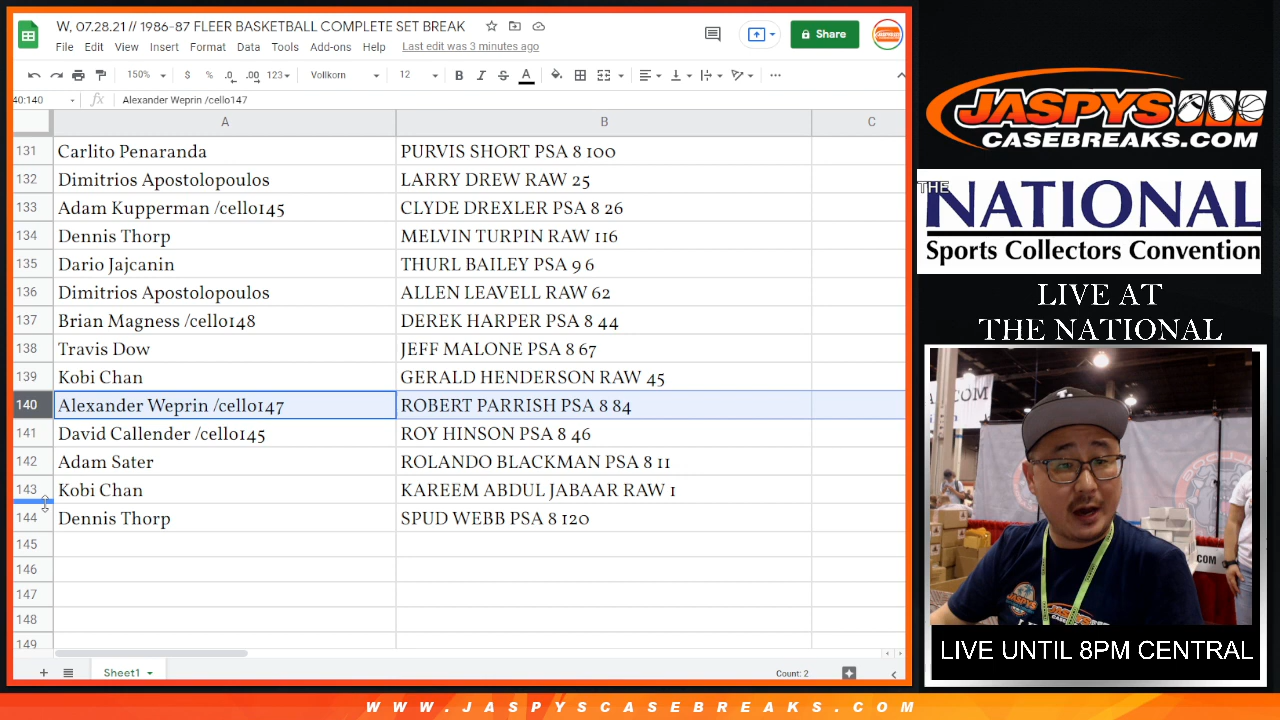 W, 07.28.21 // 1986-87 FLEER BASKETBALL COMPLETE SET BREAK
File Edit View Insert Format Data Tools Add-ons Help Last edit was 3 minutes ago
Share
150% $ % .0 .00 123 Vollkorn 12 B I S A
40:140 fx Alexander Weprin /cello147
A B C
131 Carlito Penaranda PURVIS SHORT PSA 8 100
132 Dimitrios Apostolopoulos LARRY DREW RAW 25
133 Adam Kupperman /cello145 CLYDE DREXLER PSA 8 26
134 Dennis Thorp MELVIN TURPIN RAW 116
135 Dario Jajcanin THURL BAILEY PSA 9 6
136 Dimitrios Apostolopoulos ALLEN LEAVELL RAW 62
137 Brian Magness /cello148 DEREK HARPER PSA 8 44
138 Travis Dow JEFF MALONE PSA 8 67
139 Kobi Chan GERALD HENDERSON RAW 45
140 Alexander Weprin /cello147 ROBERT PARRISH PSA 8 84
141 David Callender /cello145 ROY HINSON PSA 8 46
142 Adam Sater ROLANDO BLACKMAN PSA 8 11
143 Kobi Chan KAREEM ABDUL JABAAR RAW 1
144 Dennis Thorp SPUD WEBB PSA 8 120
145
146
147
148
149
Sheet1
Count: 2
JASPYS
CASEBREAKS.COM
THE
NATIONAL
Sports Collectors Convention
LIVE AT
THE NATIONAL
LIVE UNTIL 8PM CENTRAL
WWW.JASPYSCASEBREAKS.COM